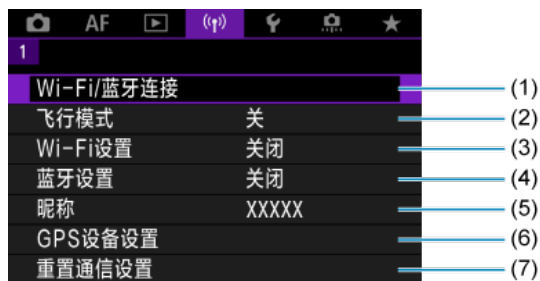 AF
1
Wi-Fi/蓝牙连接 (1)
飞行模式 关 (2)
Wi-Fi设置 关闭 (3)
蓝牙设置 关闭 (4)
昵称 XXXXX (5)
GPS设备设置 (6)
重置通信设置 (7)